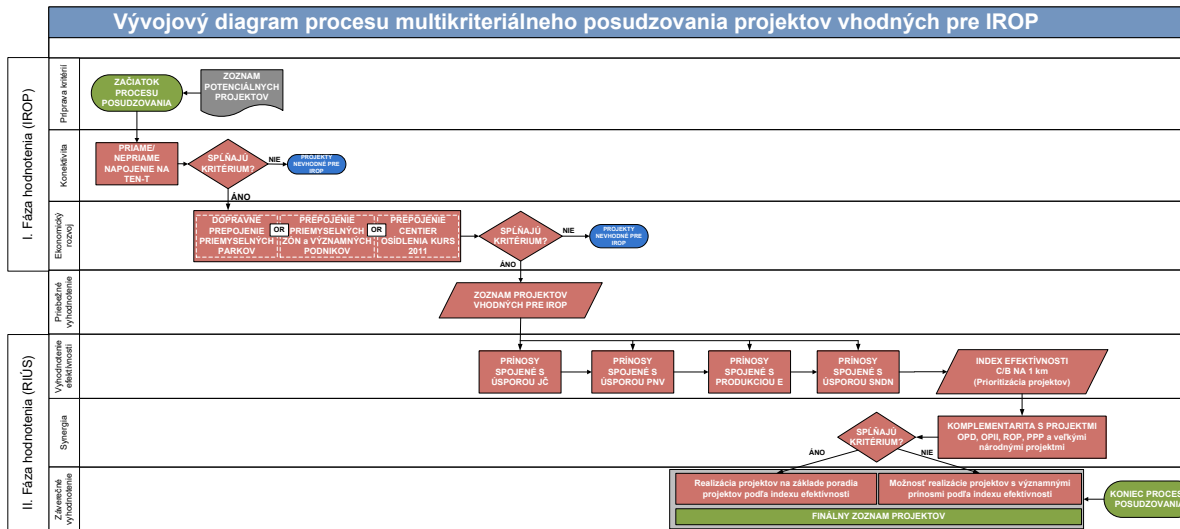 Vývojový diagram procesu multikriteriálneho posudzovania projektov vhodných pre IROP
I. Fáza hodnotenia (IROP)
Príprava kritérií
ZAČIATOK
PROCESU
POSUDZOVANIA
ZOZNAM
POTENCIÁLNYCH
PROJEKTOV
Konektivita
PRIAME/
NEPRIAME
NAPOJENIE NA
TEN-T
SPĹŇAJÚ
KRITÉRIUM?
NIE
PROJEKTY
NEVHODNÉ PRE
IROP
ÁNO
Ekonomický
rozvoj
DOPRAVNE
PREPOJENIE
PRIEMYSELNÝCH
PARKOV
OR
PREPOJENIE
PRIEMYSELNÝCH
ZÓN a VÝZNAMNÝCH
PODNIKOV
OR
PREPOJENIE
CENTIER
OSÍDLENIA KURS
2011
SPĹŇAJÚ
KRITÉRIUM?
NIE
PROJEKTY
NEVHODNÉ PRE
IROP
ÁNO
Priebežné
vyhodnotenie
ZOZNAM PROJEKTOV
VHODNÝCH PRE IROP
II. Fáza hodnotenia (RIÚS)
Vyhodnotenie
efektívnosti
PRÍNOSY
SPOJENÉ S
ÚSPOROU JČ
PRÍNOSY
SPOJENÉ S
ÚSPOROU PNV
PRÍNOSY
SPOJENÉ S
PRODUKCIOU E
PRÍNOSY
SPOJENÉ S
ÚSPOROU SNDN
INDEX EFEKTÍVNOSTI
C/B NA 1 km
(Prioritizácia projektov)
Synergia
SPĹŇAJÚ
KRITÉRIUM?
KOMPLEMENTARITA S PROJEKTMI
OPD, OPII, ROP, PPP a veľkými
národnými projektmi
ÁNO
NIE
Záverečné
vyhodnotenie
Realizácia projektov na základe poradia
projektov podľa indexu efektívnosti
Možnosť realizácie projektov s významnými
prínosmi podľa indexu efektívnosti
FINÁLNY ZOZNAM PROJEKTOV
KONIEC PROCESU
POSUDZOVANIA